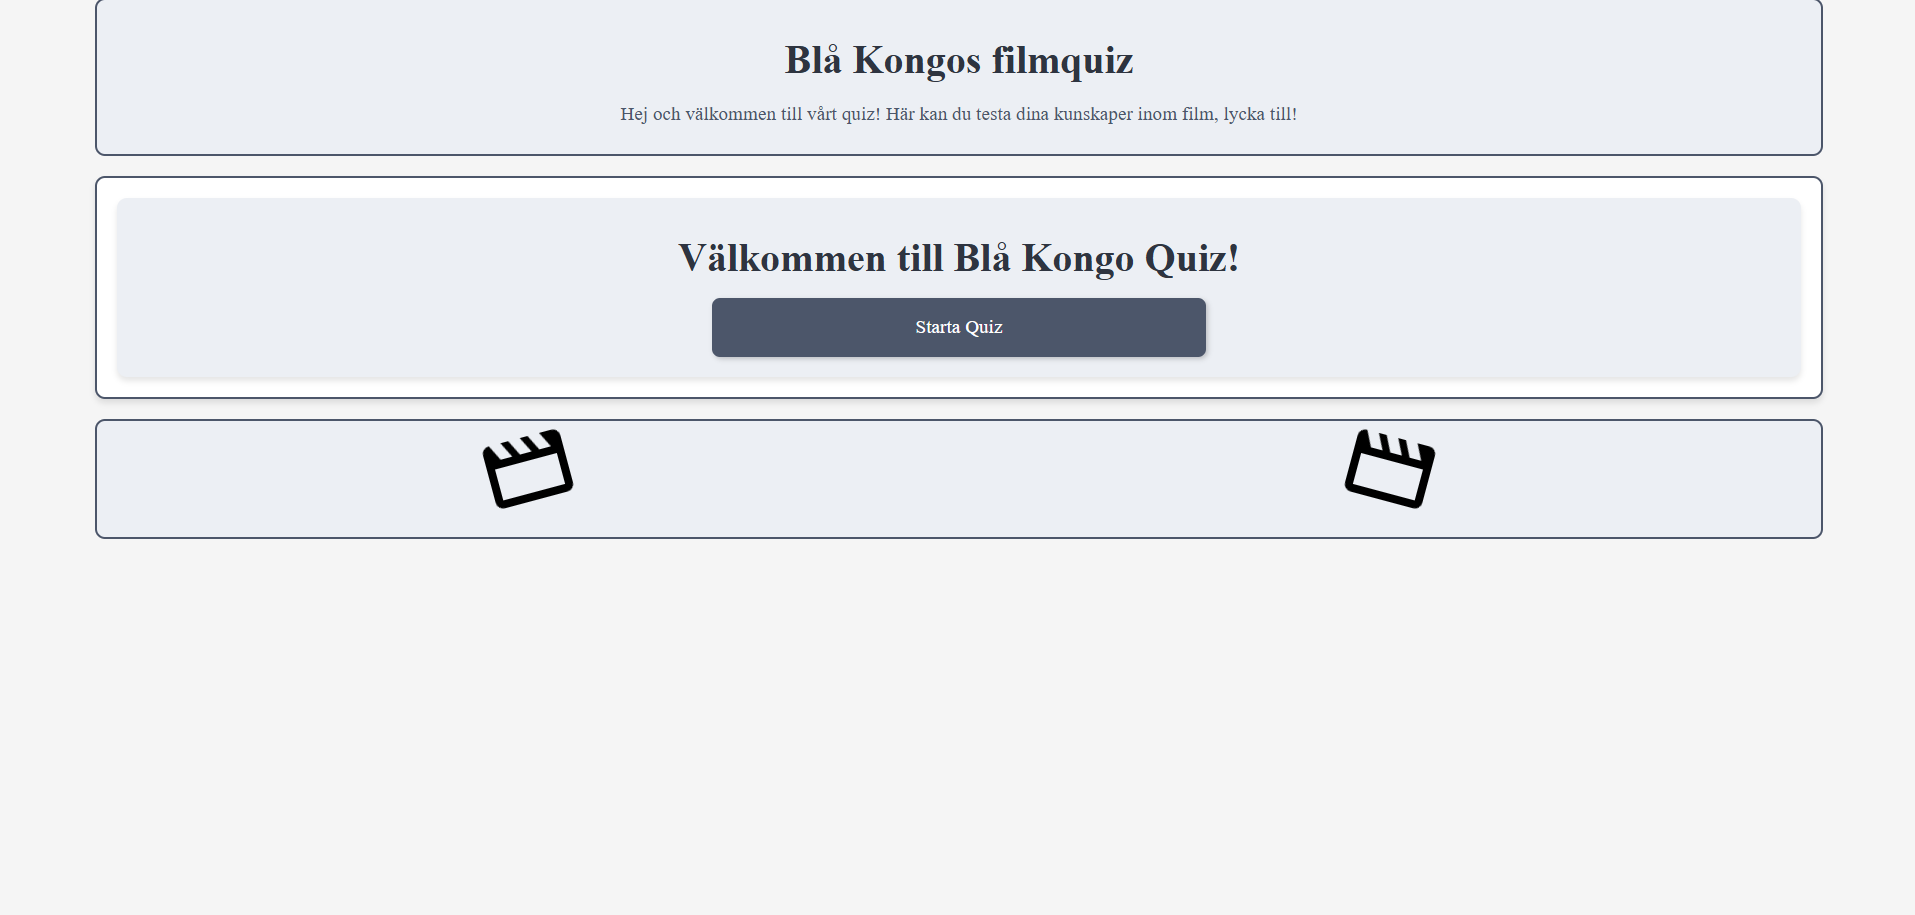 Blå Kongos filmquiz
Hej och välkommen till vårt quiz! Här kan du testa dina kunskaper inom film, lycka till!
Välkommen till Blå Kongo Quiz!
Starta Quiz